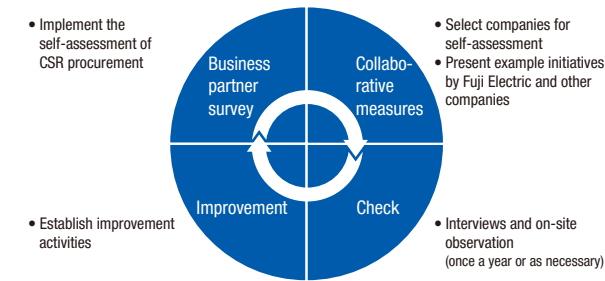 • Implement the
self-assessment of
CSR procurement
Business
partner
survey
Collabo-
rative
measures
• Select companies for
self-assessment
• Present example initiatives
by Fuji Electric and other
companies
Improvement
• Establish improvement
activities
Check
• Interviews and on-site
observation
(once a year or as necessary)